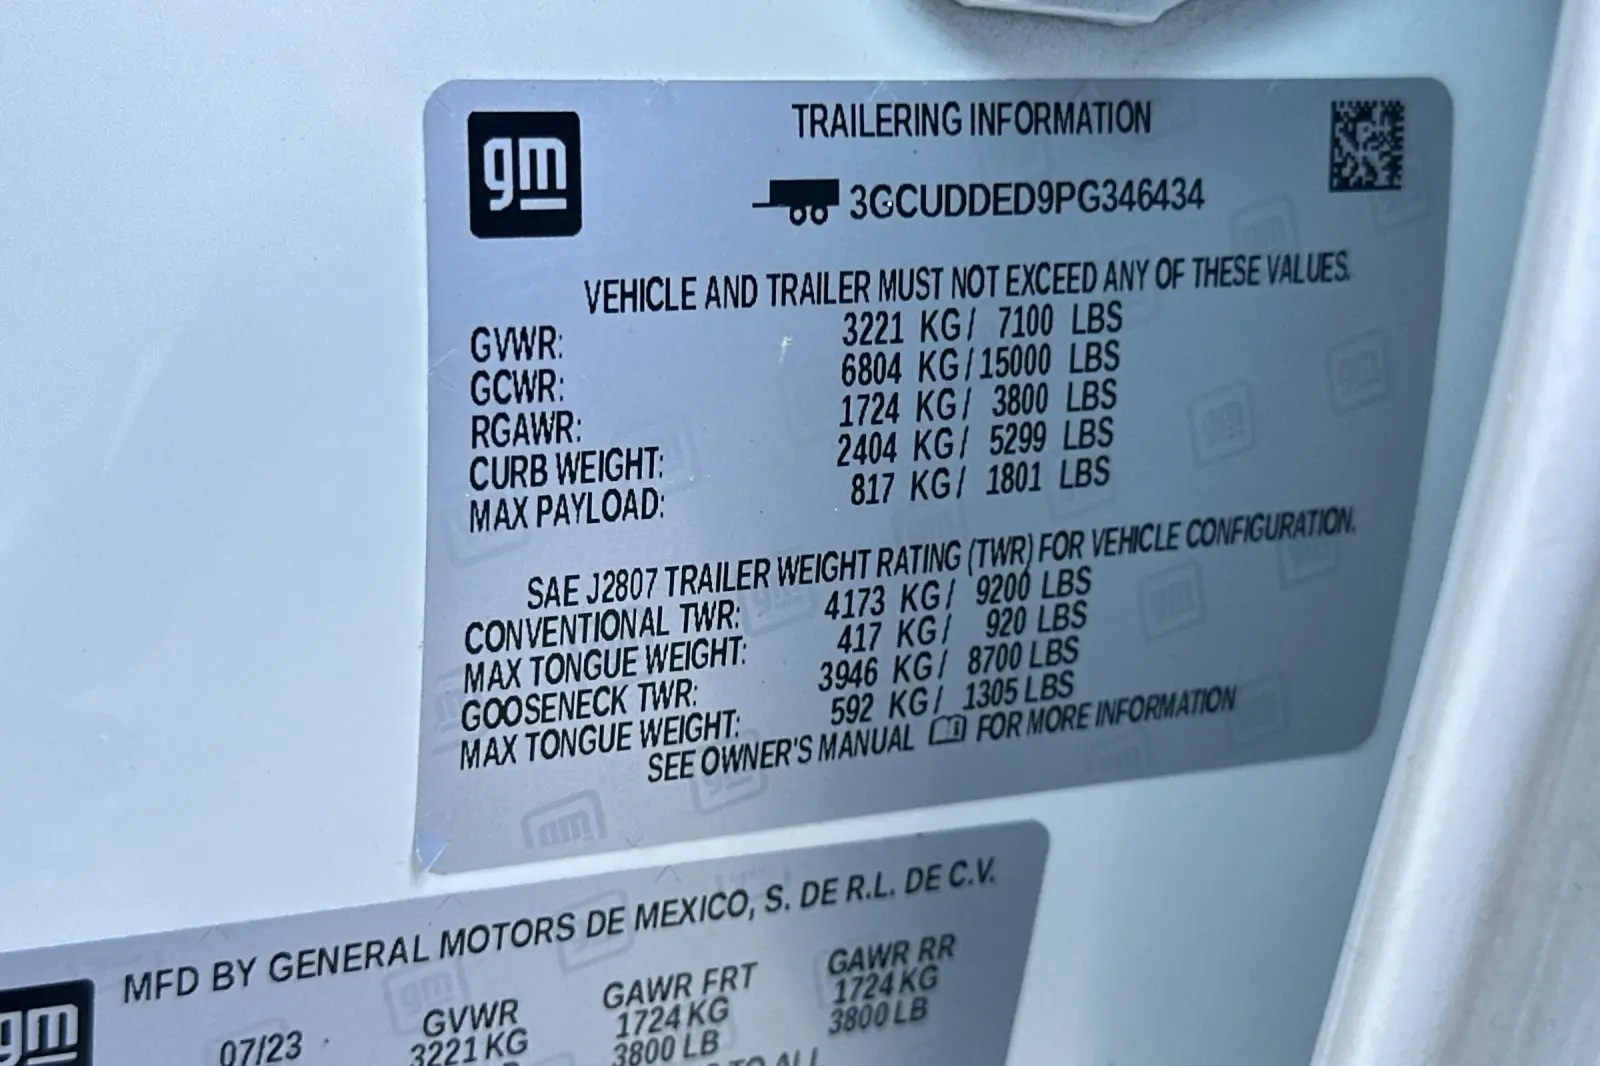 gm
TRAILERING INFORMATION
3GCUDDED9PG346434
VEHICLE AND TRAILER MUST NOT EXCEED ANY OF THESE VALUES.
GVWR: 3221 KG/ 7100 LBS
GCWR: 6804 KG/ 15000 LBS
RGAWR: 1724 KG/ 3800 LBS
CURB WEIGHT: 2404 KG/ 5299 LBS
MAX PAYLOAD: 817 KG/ 1801 LBS
SAE J2807 TRAILER WEIGHT RATING (TWR) FOR VEHICLE CONFIGURATION.
CONVENTIONAL TWR: 4173 KG/ 9200 LBS
MAX TONGUE WEIGHT: 417 KG/ 920 LBS
GOOSENECK TWR: 3946 KG/ 8700 LBS
MAX TONGUE WEIGHT: 592 KG/ 1305 LBS
SEE OWNER'S MANUAL FOR MORE INFORMATION
MFD BY GENERAL MOTORS DE MEXICO, S. DE R.L. DE C.V.
gm
07/23 GVWR GAWR FRT GAWR RR
3221 KG 1724 KG 1724 KG
3800 LB 3800 LB
TO ALL